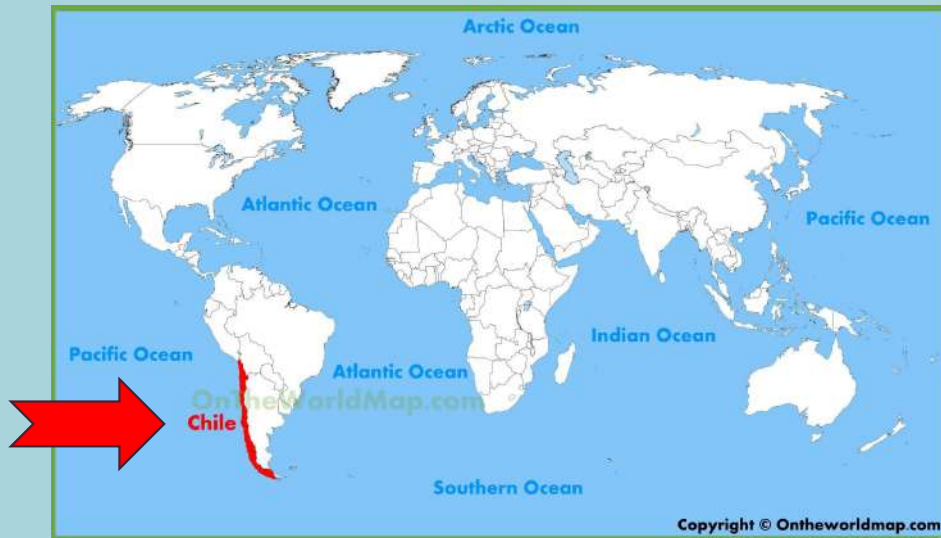 Arctic Ocean
Atlantic Ocean
Pacific Ocean
Indian Ocean
Pacific Ocean
Atlantic Ocean
OnTheWorldMap.com
Chile
Southern Ocean
Copyright © Ontheworldmap.com